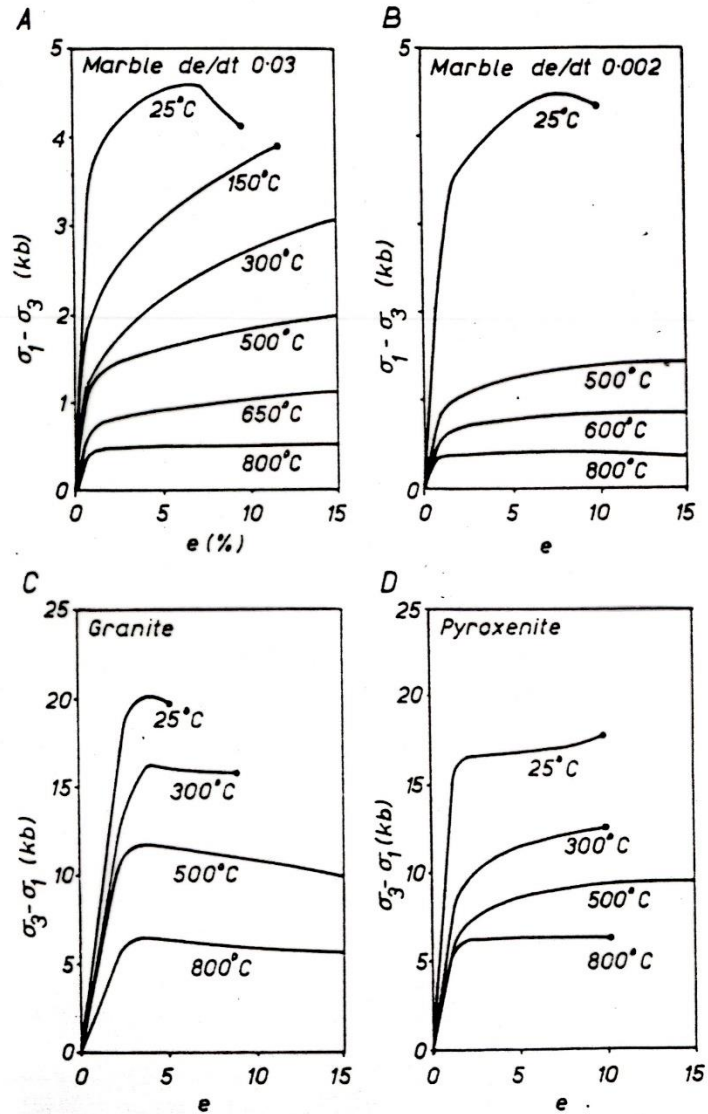 A
Marble de/dt 0·03
5
4
3
2
1
0
σ₁ - σ₃ (kb)
25°C
150°C
300°C
500°C
650°C
800°C
0 5 10 15
e (%)
B
Marble de/dt 0·002
5
0
σ₁ - σ₃ (kb)
25°C
500°C
600°C
800°C
0 5 10 15
e
C
Granite
25
20
15
10
5
0
σ₃ - σ₁ (kb)
25°C
300°C
500°C
800°C
0 5 10 15
e
D
Pyroxenite
25
20
15
10
5
0
σ₃ - σ₁ (kb)
25°C
300°C
500°C
800°C
0 5 10 15
e